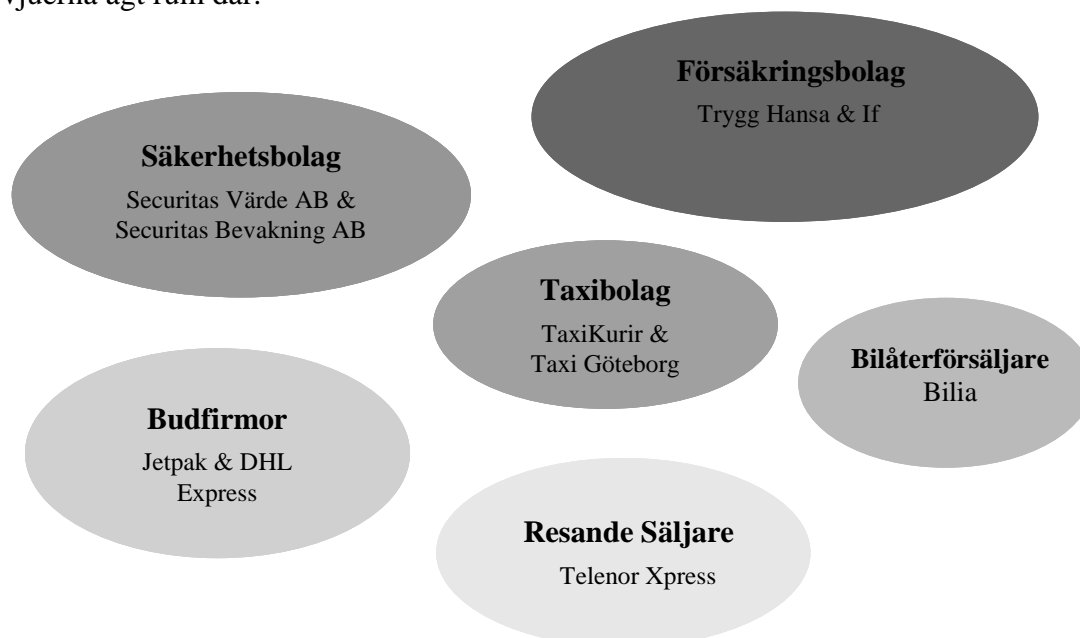 vjuerna ägt rum där.
Försäkringsbolag
Trygg Hansa & If
Säkerhetsbolag
Securitas Värde AB &
Securitas Bevakning AB
Taxibolag
TaxiKurir &
Taxi Göteborg
Bilåterförsäljare
Bilia
Budfirmor
Jetpak & DHL
Express
Resande Säljare
Telenor Xpress